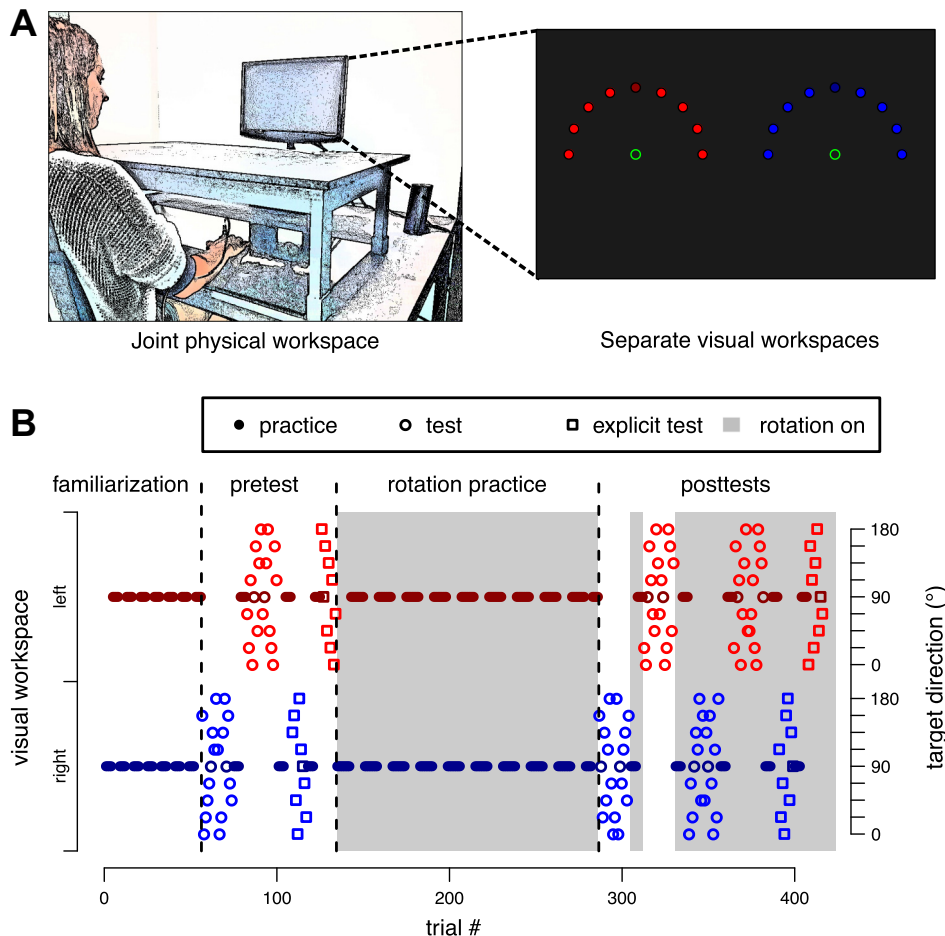 A
Joint physical workspace
Separate visual workspaces
B
practice
test
explicit test
rotation on
familiarization
pretest
rotation practice
posttests
visual workspace
left
right
180
90
0
180
90
0
target direction (°)
0
100
200
300
400
trial #